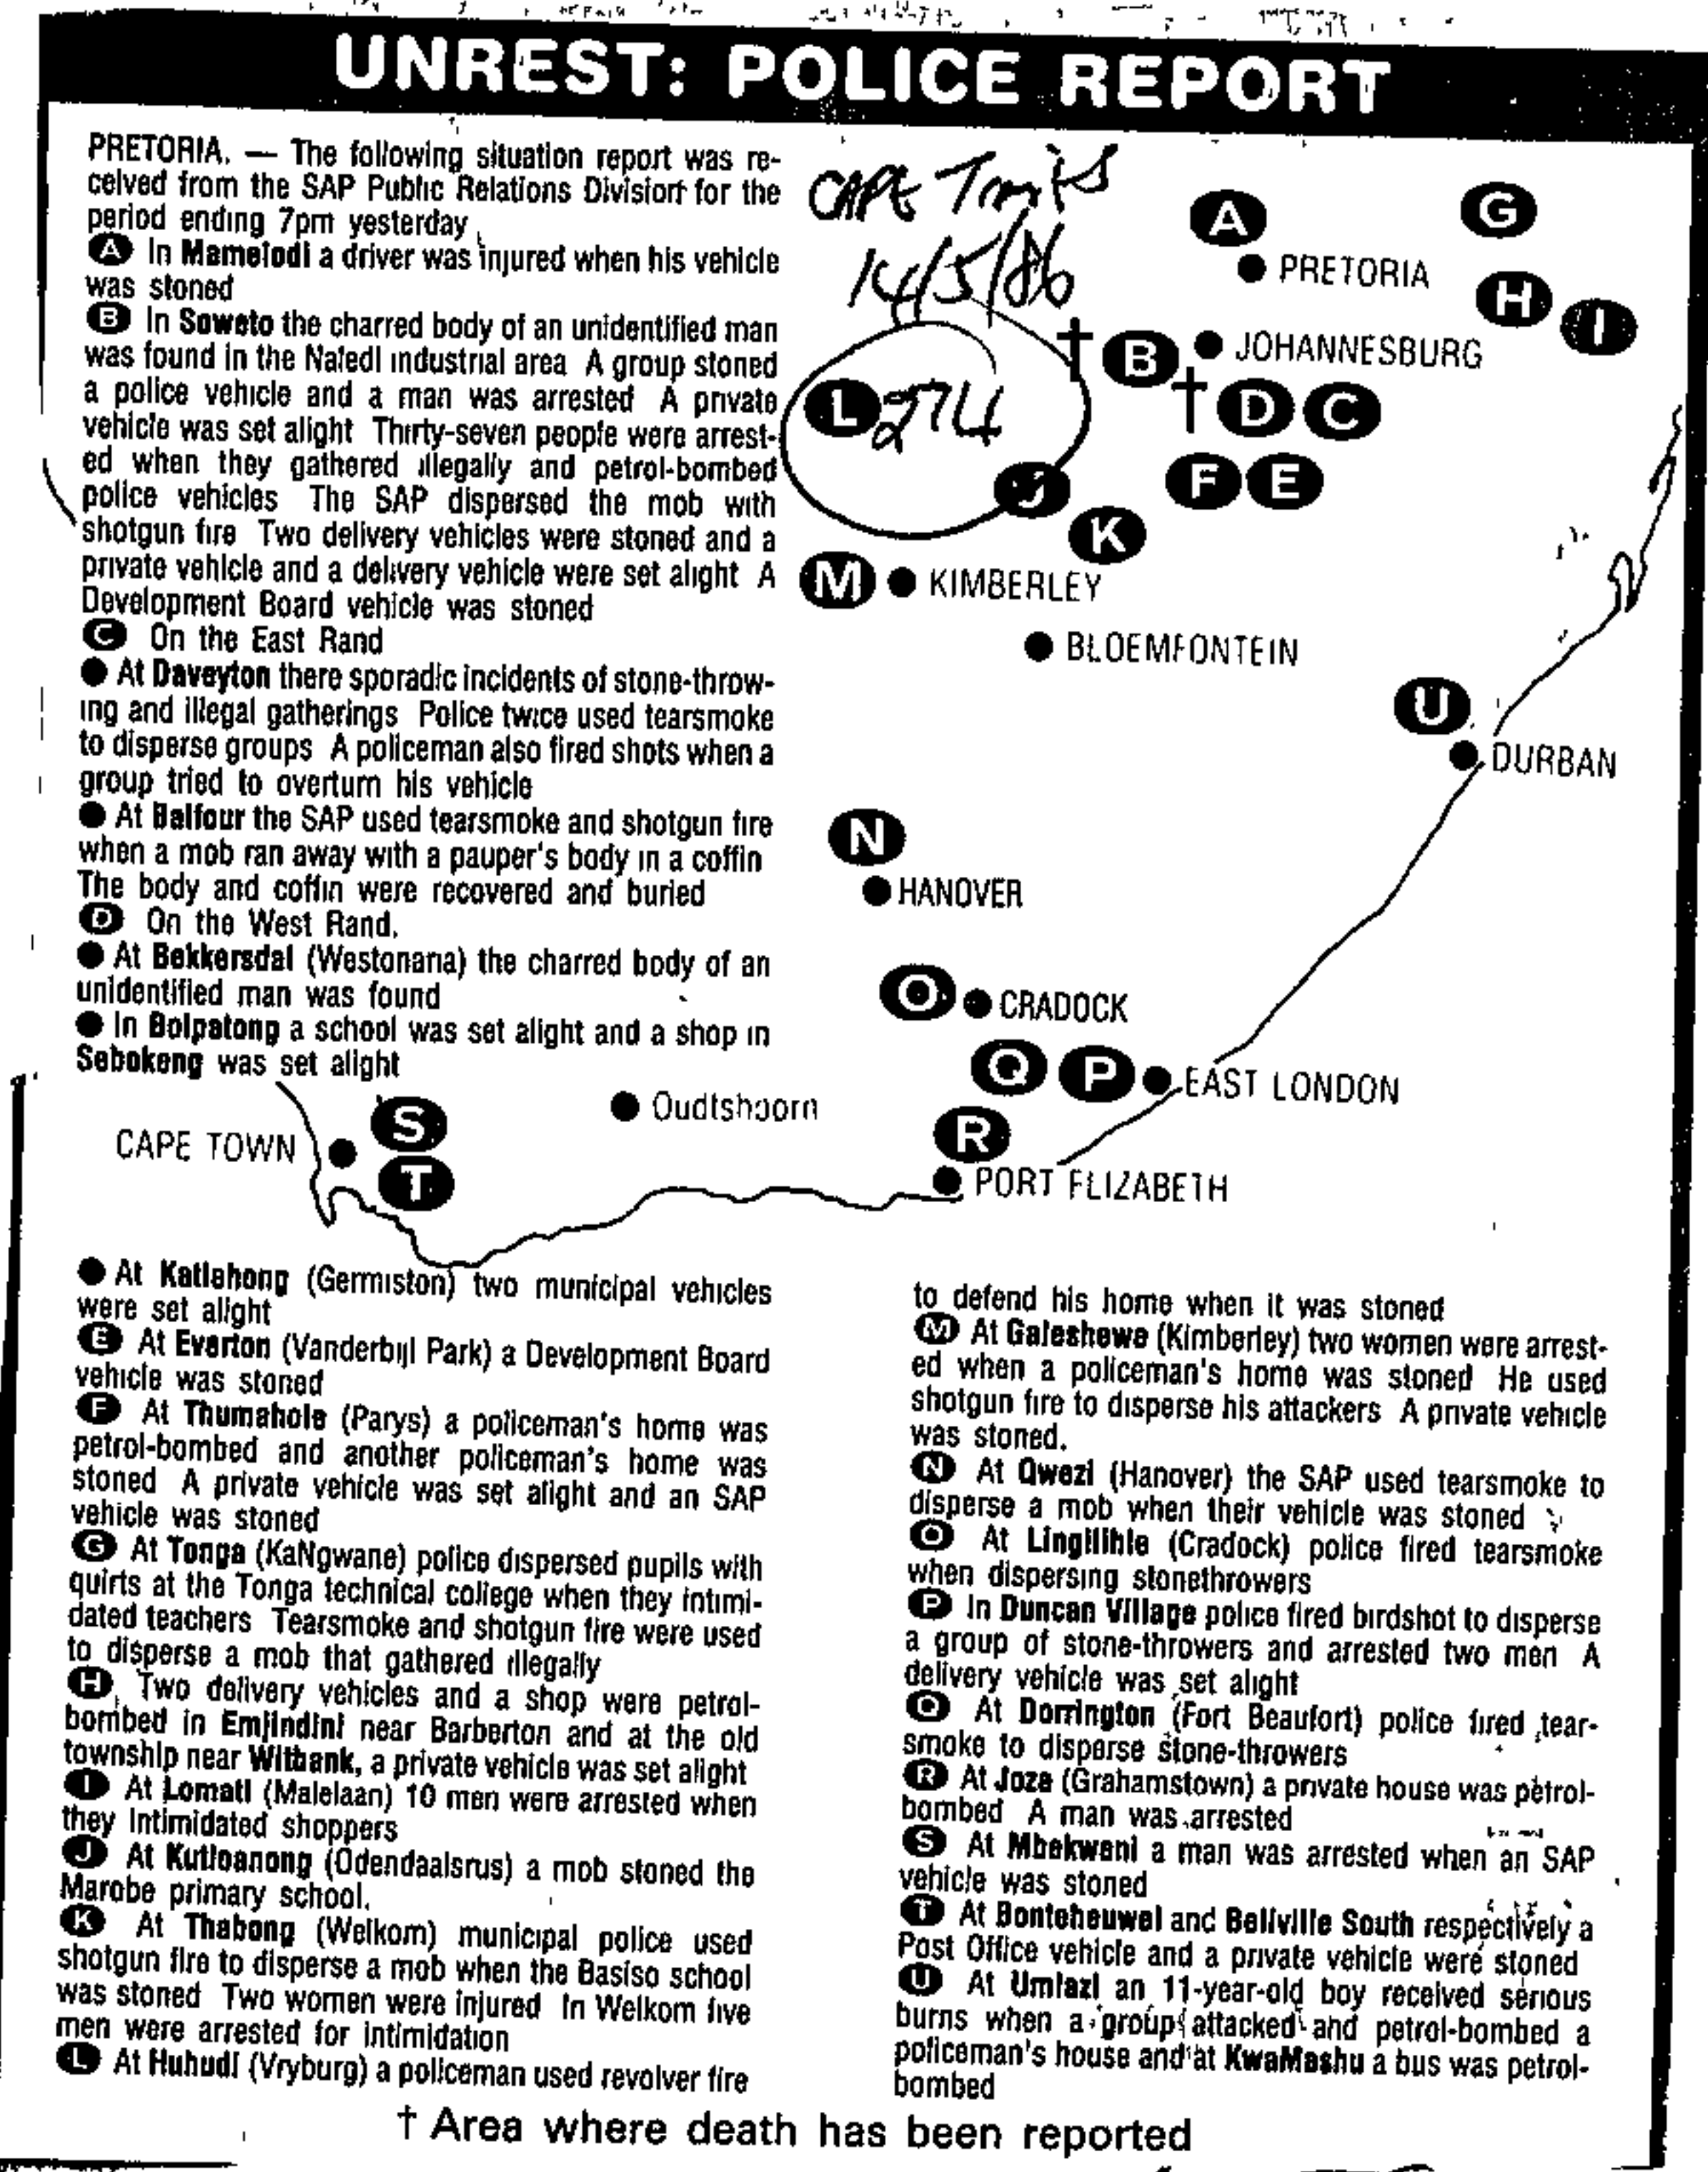 UNREST: POLICE REPORT
PRETORIA. — The following situation report was re-
ceived from the SAP Public Relations Division for the
period ending 7pm yesterday
A In Mamelodi a driver was injured when his vehicle
was stoned
B In Soweto the charred body of an unidentified man
was found in the Naledi industrial area A group stoned
a police vehicle and a man was arrested A private
vehicle was set alight Thirty-seven people were arrest-
ed when they gathered illegally and petrol-bombed
police vehicles The SAP dispersed the mob with
shotgun fire Two delivery vehicles were stoned and a
private vehicle and a delivery vehicle were set alight A
Development Board vehicle was stoned
C On the East Rand
● At Daveyton there sporadic incidents of stone-throw-
ing and illegal gatherings Police twice used tearsmoke
to disperse groups A policeman also fired shots when a
group tried to overturn his vehicle
● At Balfour the SAP used tearsmoke and shotgun fire
when a mob ran away with a pauper's body in a coffin
The body and coffin were recovered and buried
D On the West Rand.
● At Bekkersdal (Westonaria) the charred body of an
unidentified man was found
● In Bolpatong a school was set alight and a shop in
Sebokeng was set alight
CAPE Times
14/5/86
274
A
G
● PRETORIA
H
I
† B ● JOHANNESBURG
L
† D C
J
F E
K
M ● KIMBERLEY
● BLOEMFONTEIN
U
● DURBAN
N
● HANOVER
O ● CRADOCK
Q P ● EAST LONDON
● Oudtshoorn
S
R
CAPE TOWN ●
T
● PORT ELIZABETH
● At Katlehong (Germiston) two municipal vehicles
were set alight
E At Everton (Vanderbijl Park) a Development Board
vehicle was stoned
F At Thumahole (Parys) a policeman's home was
petrol-bombed and another policeman's home was
stoned A private vehicle was set alight and an SAP
vehicle was stoned
G At Tonga (KaNgwane) police dispersed pupils with
quirts at the Tonga technical college when they intimi-
dated teachers Tearsmoke and shotgun fire were used
to disperse a mob that gathered illegally
H Two delivery vehicles and a shop were petrol-
bombed in Emjindini near Barberton and at the old
township near Witbank, a private vehicle was set alight
I At Lomati (Malelaan) 10 men were arrested when
they intimidated shoppers
J At Kutloanong (Odendaalsrus) a mob stoned the
Marobe primary school.
K At Thabong (Welkom) municipal police used
shotgun fire to disperse a mob when the Basiso school
was stoned Two women were injured In Welkom five
men were arrested for intimidation
L At Huhudi (Vryburg) a policeman used revolver fire
to defend his home when it was stoned
M At Galeshewe (Kimberley) two women were arrest-
ed when a policeman's home was stoned He used
shotgun fire to disperse his attackers A private vehicle
was stoned.
N At Qwezi (Hanover) the SAP used tearsmoke to
disperse a mob when their vehicle was stoned
O At Lingilihle (Cradock) police fired tearsmoke
when dispersing stonethrowers
P In Duncan Village police fired birdshot to disperse
a group of stone-throwers and arrested two men A
delivery vehicle was set alight
Q At Dorrington (Fort Beaufort) police fired tear-
smoke to disperse stone-throwers
R At Joza (Grahamstown) a private house was petrol-
bombed A man was arrested
S At Mbekweni a man was arrested when an SAP
vehicle was stoned
T At Bonteheuwel and Bellville South respectively a
Post Office vehicle and a private vehicle were stoned
U At Umlazi an 11-year-old boy received serious
burns when a group attacked and petrol-bombed a
policeman's house and at KwaMashu a bus was petrol-
bombed
† Area where death has been reported